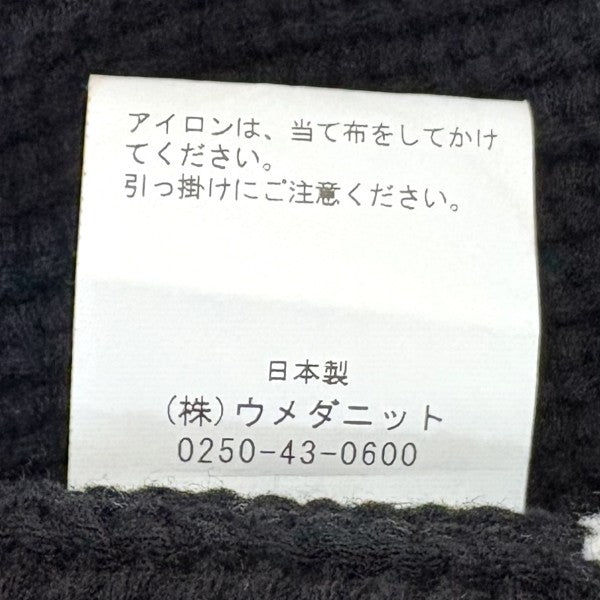 アイロンは、当て布をしてかけ
てください。
引っ掛けにご注意ください。
日本製
(株)ウメダニット
0250-43-0600